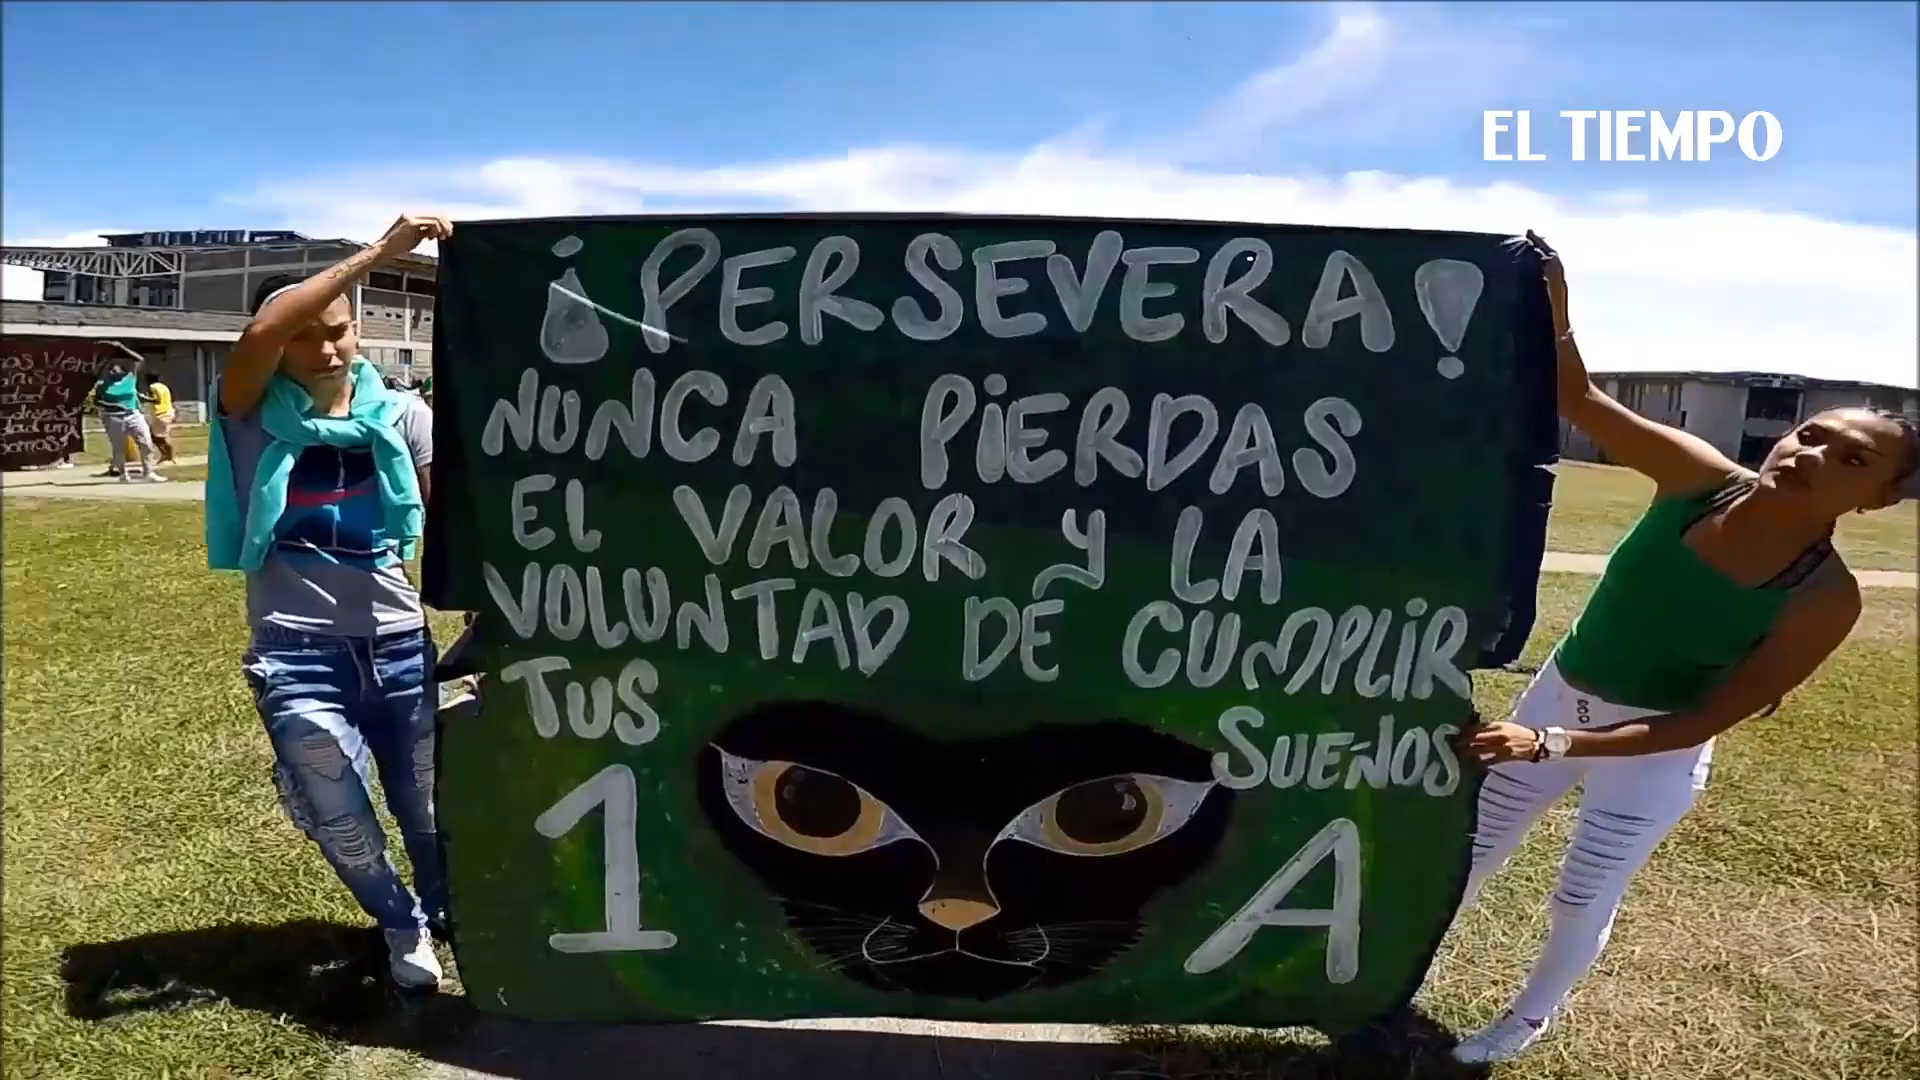 EL TIEMPO
¡PERSEVERA!
NUNCA PIERDAS
EL VALOR Y LA
VOLUNTAD DE CUMPLIR
TUS SUEÑOS
1 A